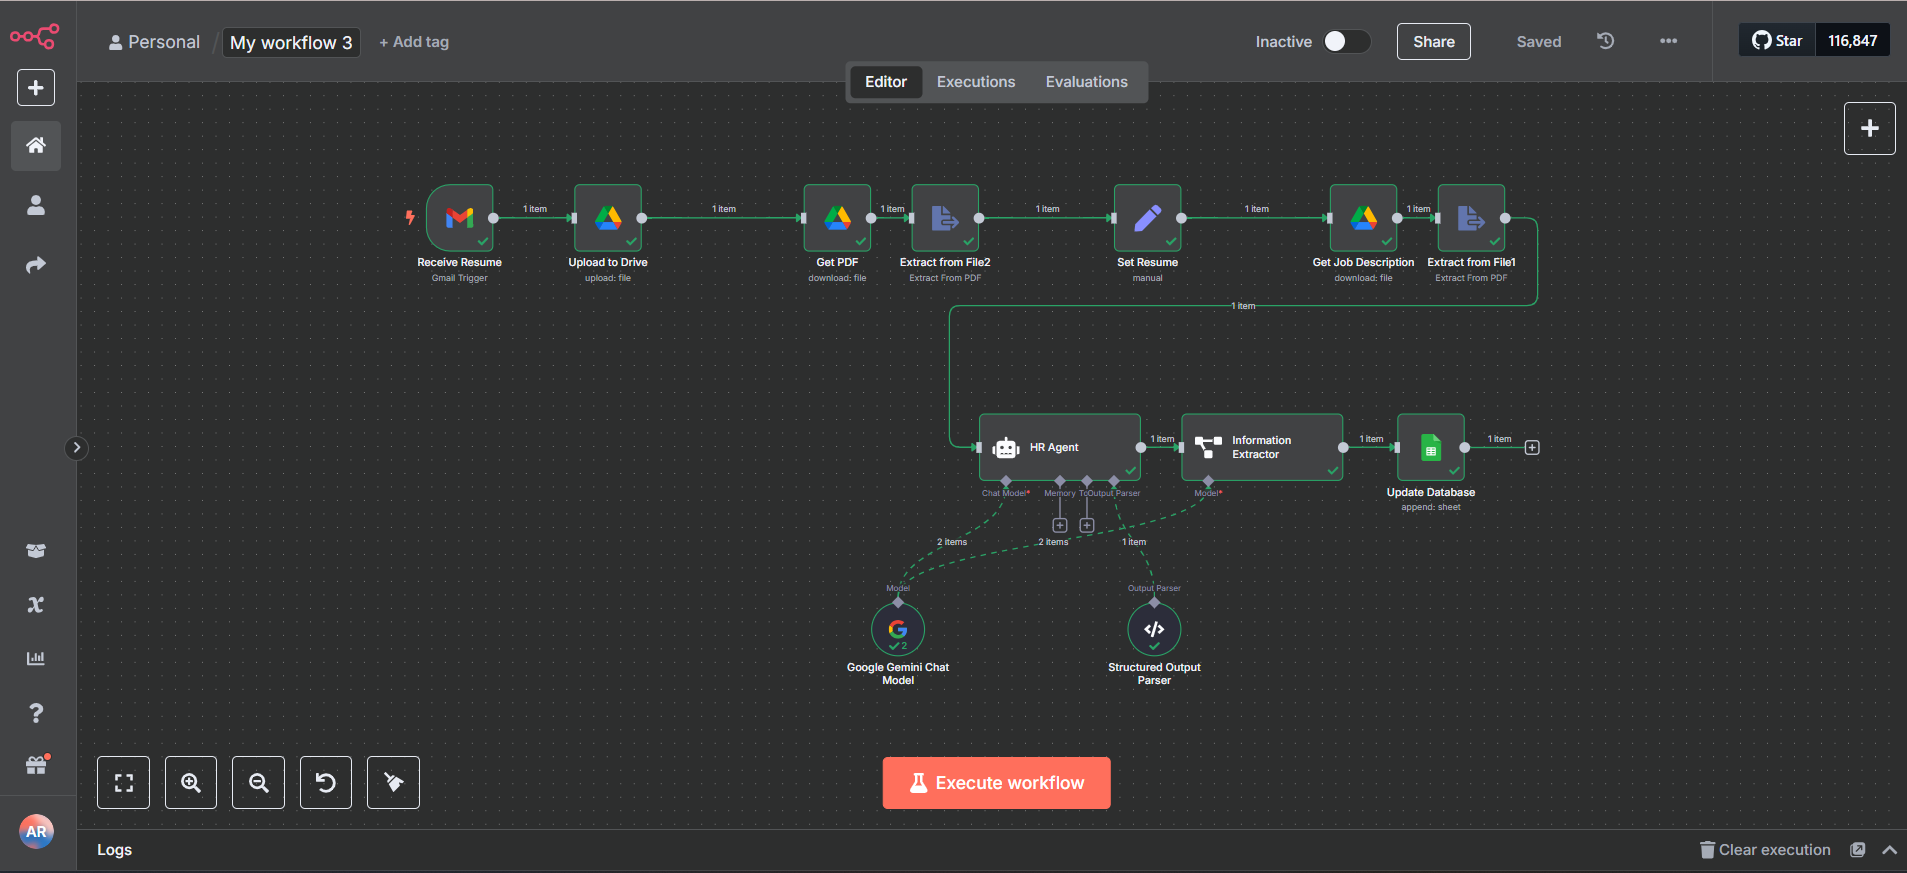 Personal / My workflow 3 + Add tag
Inactive
Share
Saved
Star 116,847
Editor Executions Evaluations
1 item 1 item 1 item 1 item 1 item 1 item
Receive Resume
Gmail Trigger
Upload to Drive
upload: file
Get PDF
download: file
Extract from File2
Extract From PDF
Set Resume
manual
Get Job Description
download: file
Extract from File1
Extract From PDF
1 item
HR Agent
1 item
Information
Extractor
1 item
1 item
Chat Model*
Memory
To
Output Parser
Model*
Update Database
append: sheet
2 items
2 items
1 item
Model
Output Parser
2
Google Gemini Chat
Model
Structured Output
Parser
Execute workflow
AR
Logs
Clear execution